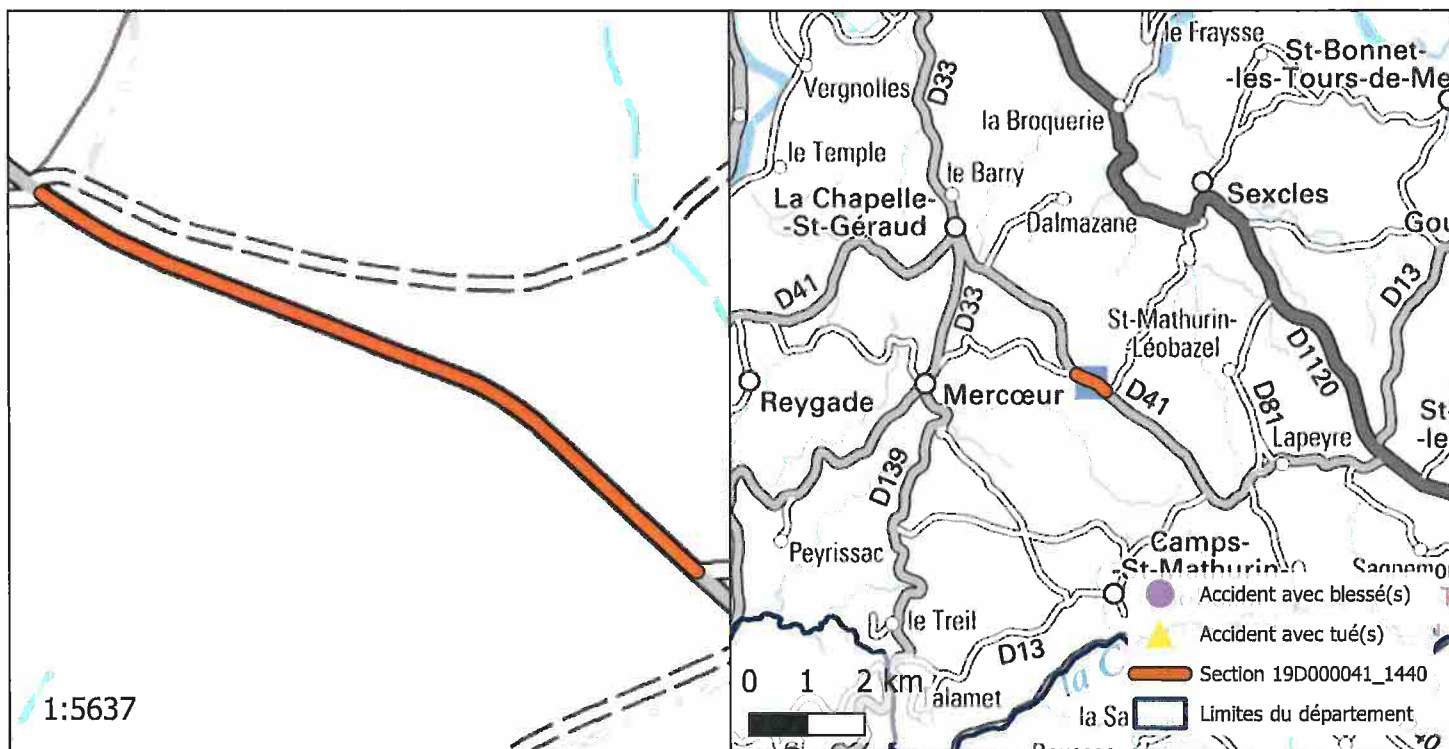 1:5637
le Fraysse
St-Bonnet-
-les-Tours-de-Me
Vergnolles
D33
la Broquerie
le Temple
le Barry
La Chapelle-
-St-Géraud
Dalmazane
Sexcles
Gou
D41
D33
D13
St-Mathurin-
Léobazel
D1120
Reygade
Mercœur
D41
D81
St-
-le
Lapeyre
D139
Peyrissac
Camps-
-St-Mathurin-
le Treil
D13
la C
alamet
la Sa
0 1 2 km
Accident avec blessé(s)
Accident avec tué(s)
Section 19D000041_1440
Limites du département